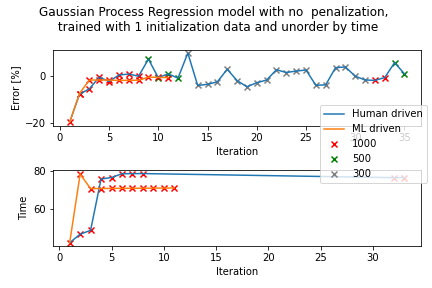 Gaussian Process Regression model with no  penalization,
trained with 1 initialization data and unorder by time
Error [%]
0
−20
0 5 10 15 20 25 30 35
Iteration
Human driven
ML driven
1000
500
300
Time
80
60
0 5 10 15 20 25 30
Iteration